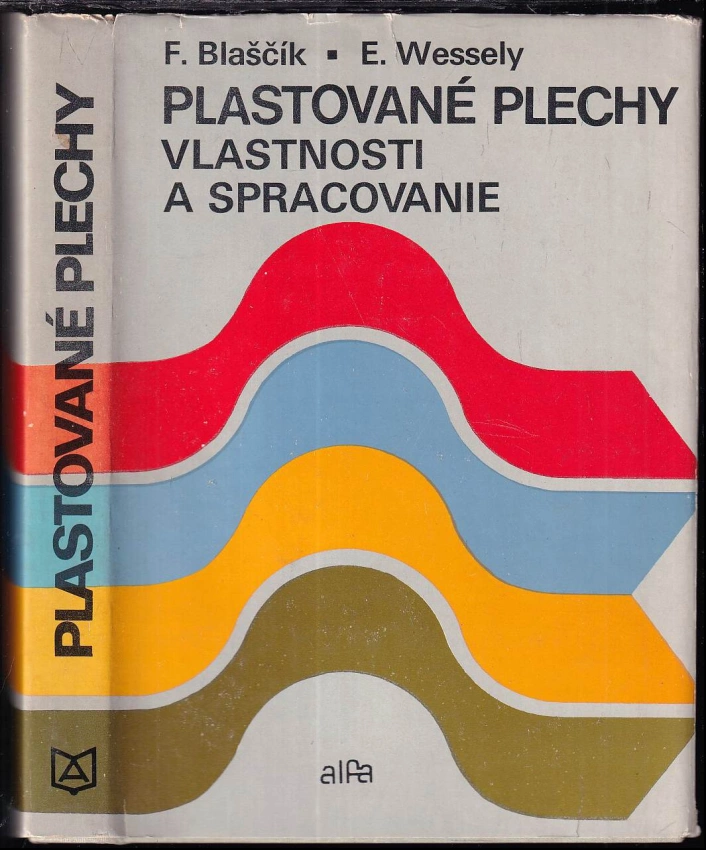 F. Blaščík ▪ E. Wessely
PLASTOVANÉ PLECHY
VLASTNOSTI
A SPRACOVANIE
PLASTOVANÉ PLECHY
alfa